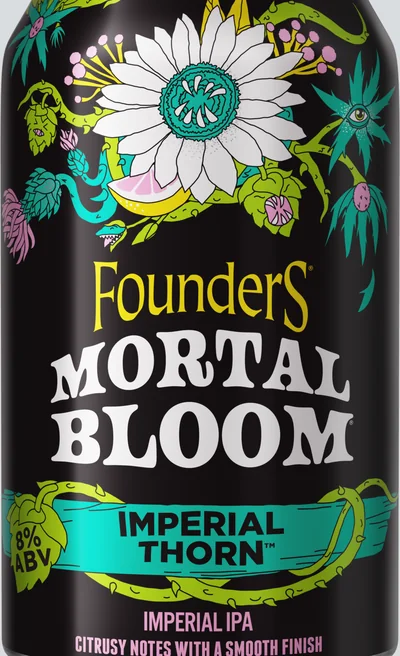 FounderS®
MORTAL
BLOOM®
IMPERIAL
THORN™
8%
ABV
IMPERIAL IPA
CITRUSY NOTES WITH A SMOOTH FINISH